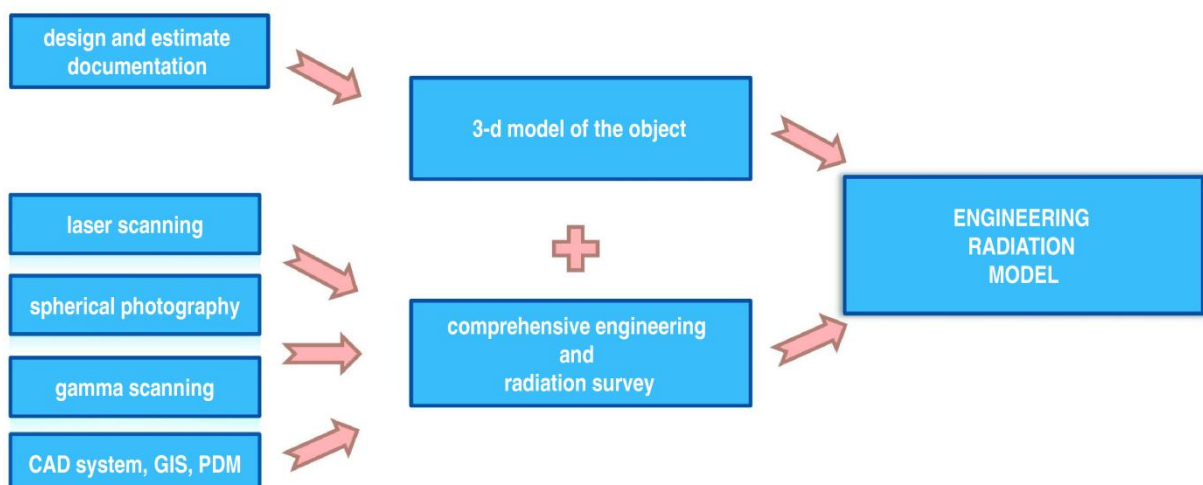 design and estimate
documentation
3-d model of the object
laser scanning
spherical photography
gamma scanning
CAD system, GIS, PDM
comprehensive engineering
and
radiation survey
ENGINEERING
RADIATION
MODEL